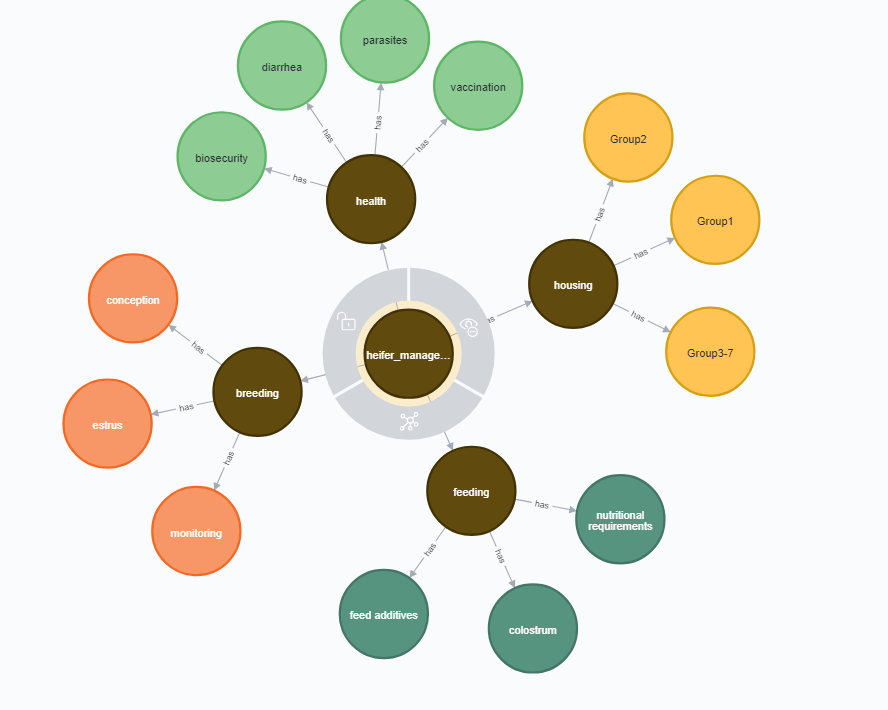 parasites
diarrhea
vaccination
has
has
has
biosecurity
has
health
Group2
has
Group1
has
housing
has
Group3-7
conception
has
heifer_manage...
breeding
has
estrus
has
monitoring
feeding
has
nutritional
requirements
has
has
feed additives
colostrum